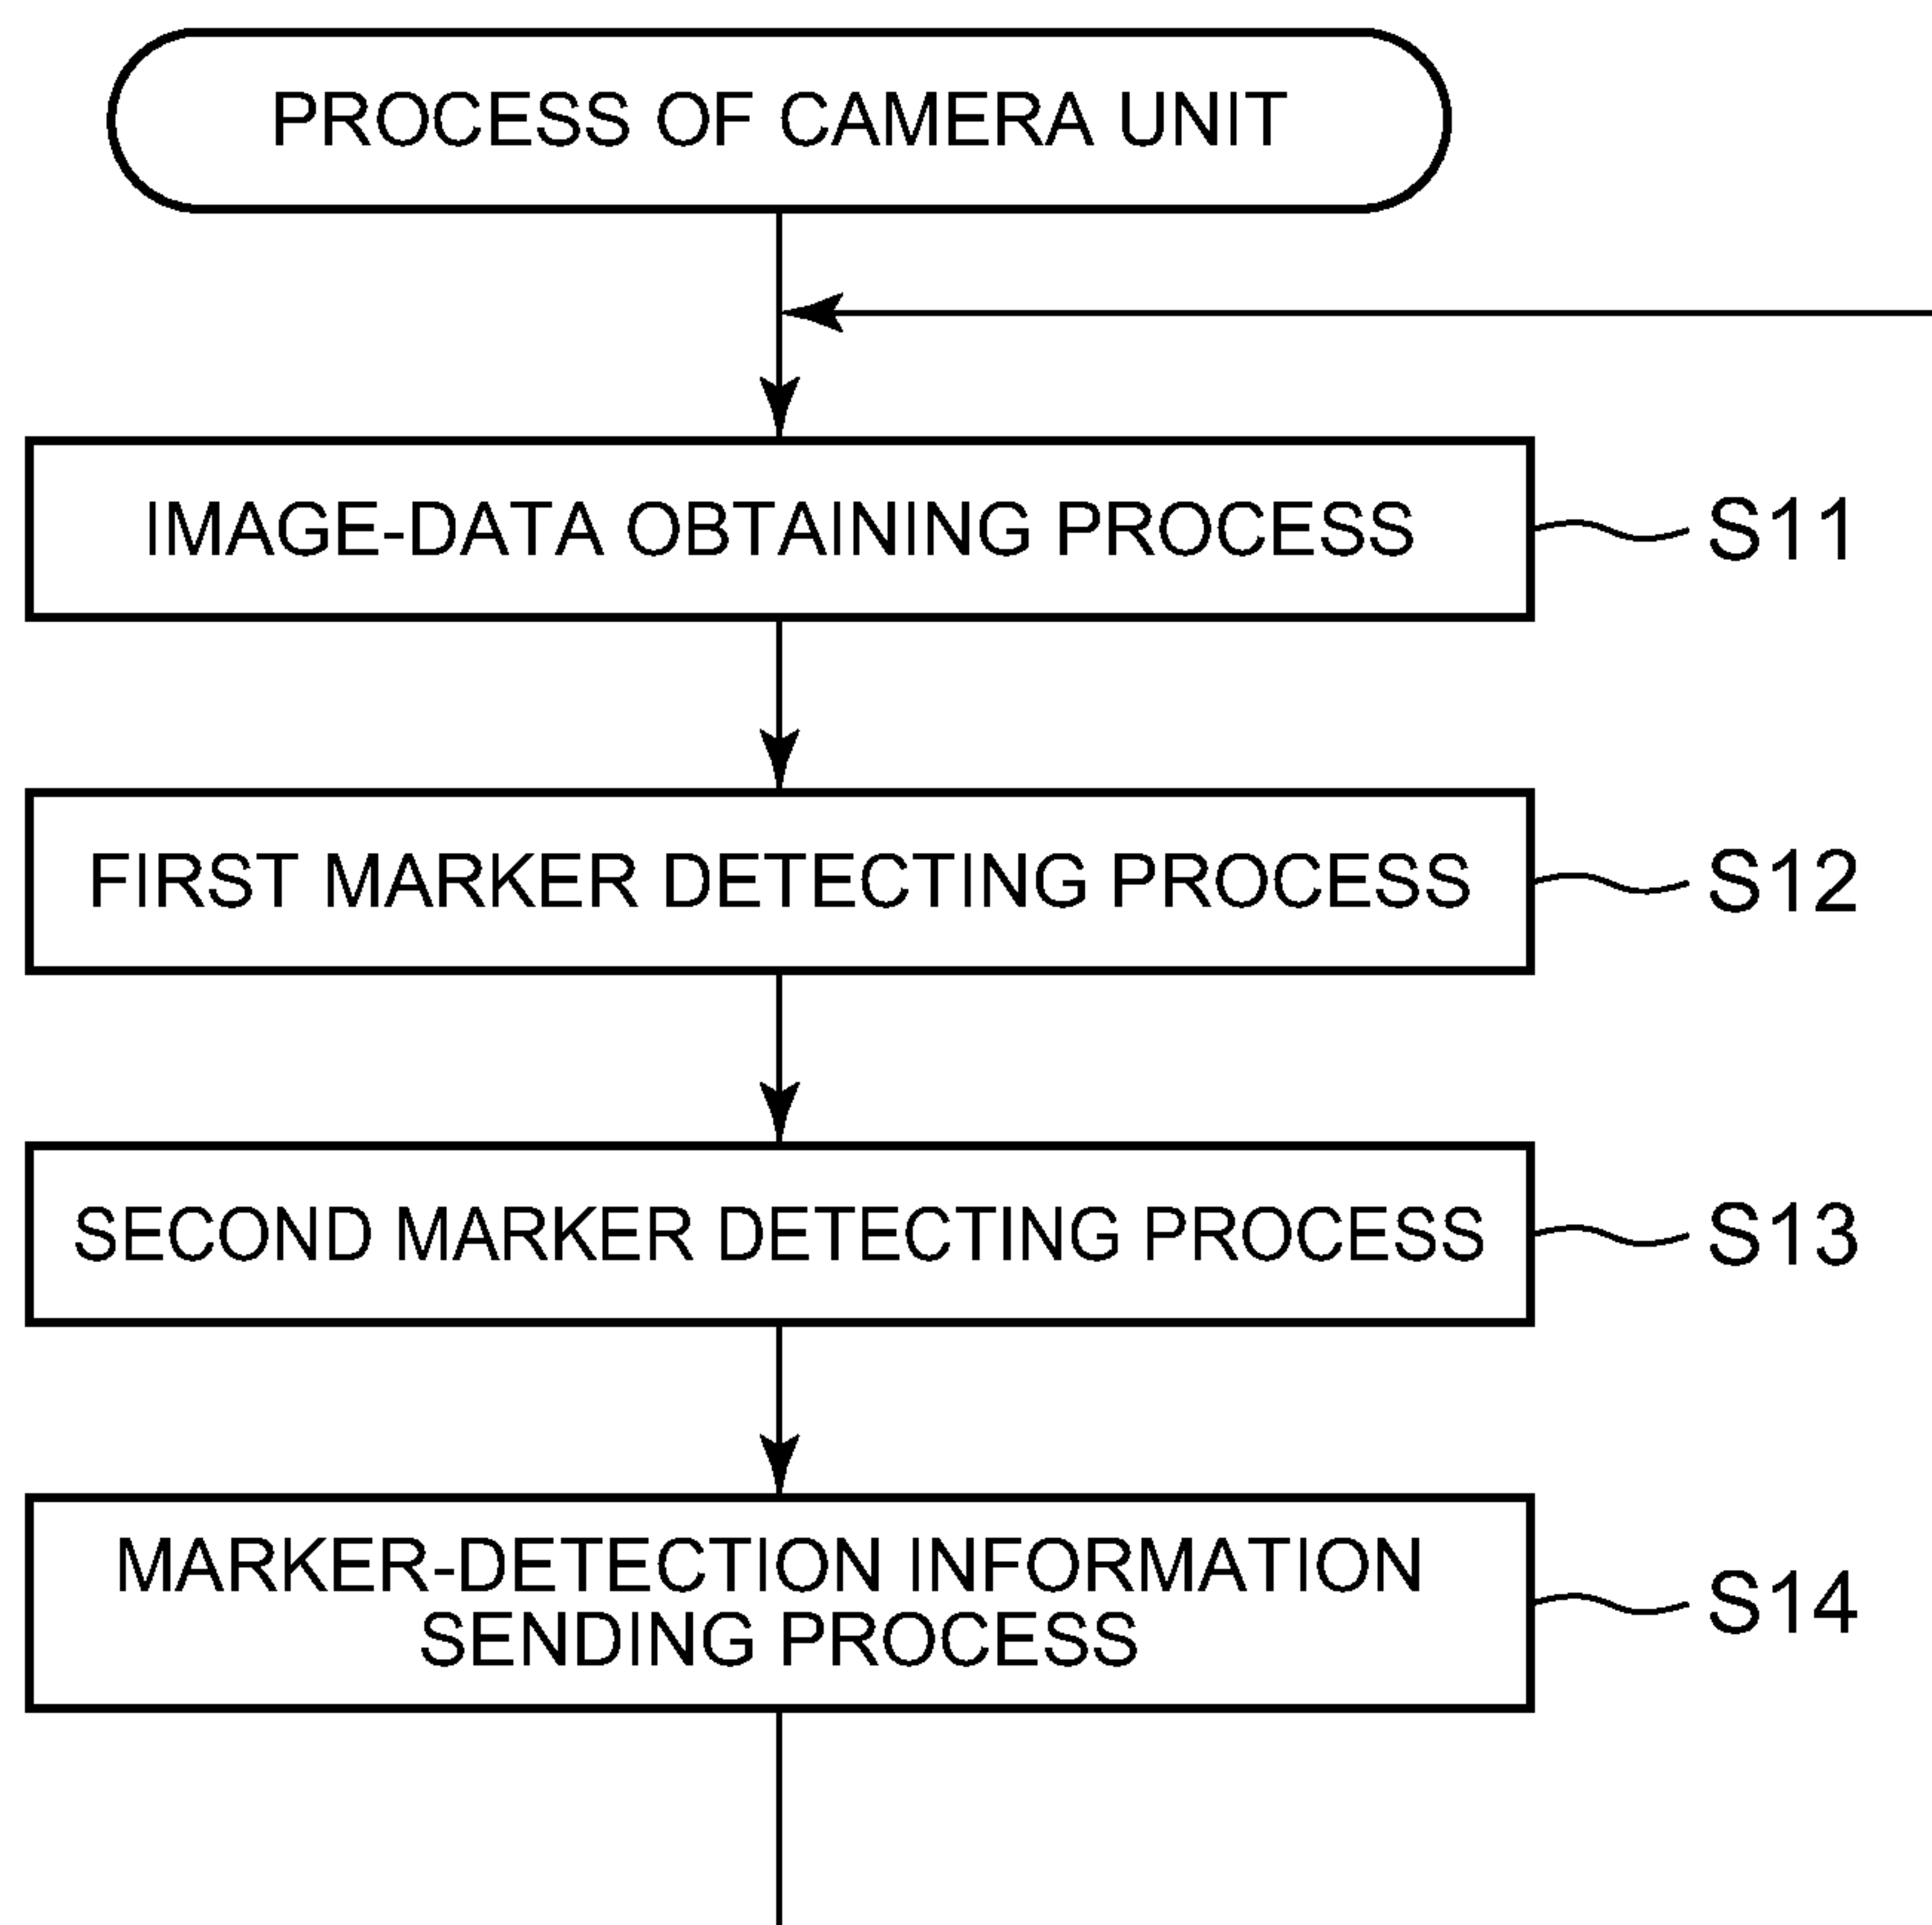 PROCESS OF CAMERA UNIT
IMAGE-DATA OBTAINING PROCESS
S11
FIRST MARKER DETECTING PROCESS
S12
SECOND MARKER DETECTING PROCESS
S13
MARKER-DETECTION INFORMATION
SENDING PROCESS
S14